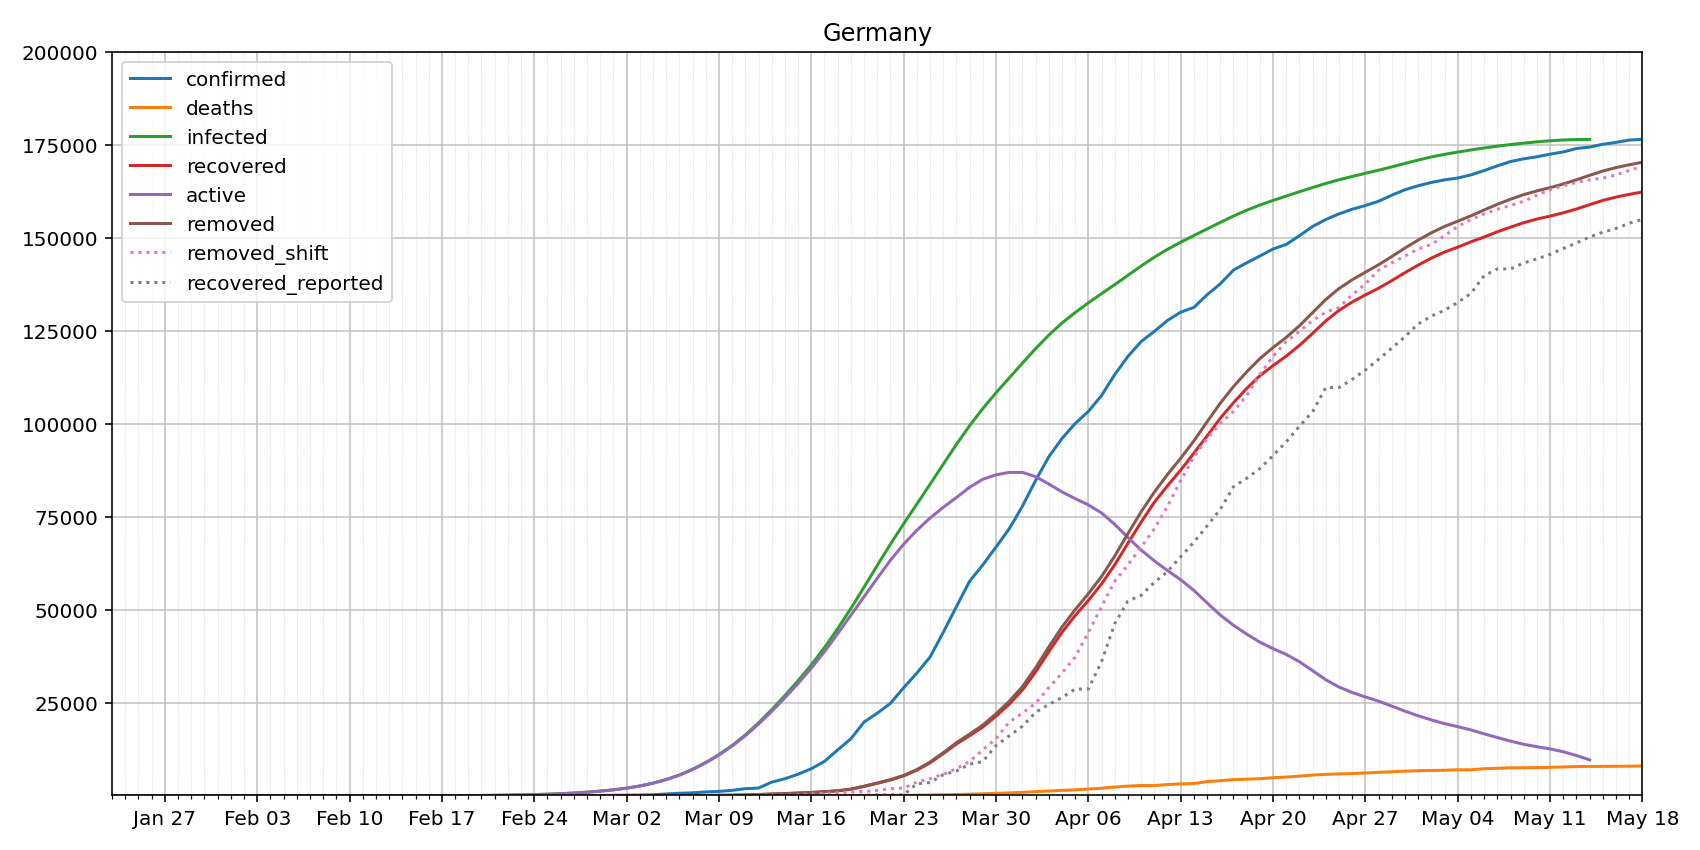 Germany
200000
175000
150000
125000
100000
75000
50000
25000
confirmed
deaths
infected
recovered
active
removed
removed_shift
recovered_reported
Jan 27 Feb 03 Feb 10 Feb 17 Feb 24 Mar 02 Mar 09 Mar 16 Mar 23 Mar 30 Apr 06 Apr 13 Apr 20 Apr 27 May 04 May 11 May 18